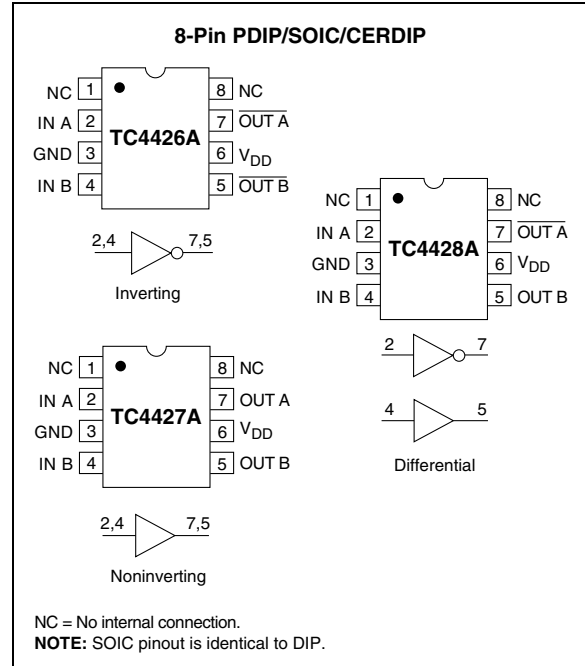 8-Pin PDIP/SOIC/CERDIP
NC 1 8 NC
IN A 2 7 OUT A
TC4426A
GND 3 6 VDD
IN B 4 5 OUT B
2,4 7,5
Inverting
NC 1 8 NC
IN A 2 7 OUT A
TC4428A
GND 3 6 VDD
IN B 4 5 OUT B
2 7
4 5
Differential
NC 1 8 NC
IN A 2 7 OUT A
TC4427A
GND 3 6 VDD
IN B 4 5 OUT B
2,4 7,5
Noninverting
NC = No internal connection.
NOTE: SOIC pinout is identical to DIP.